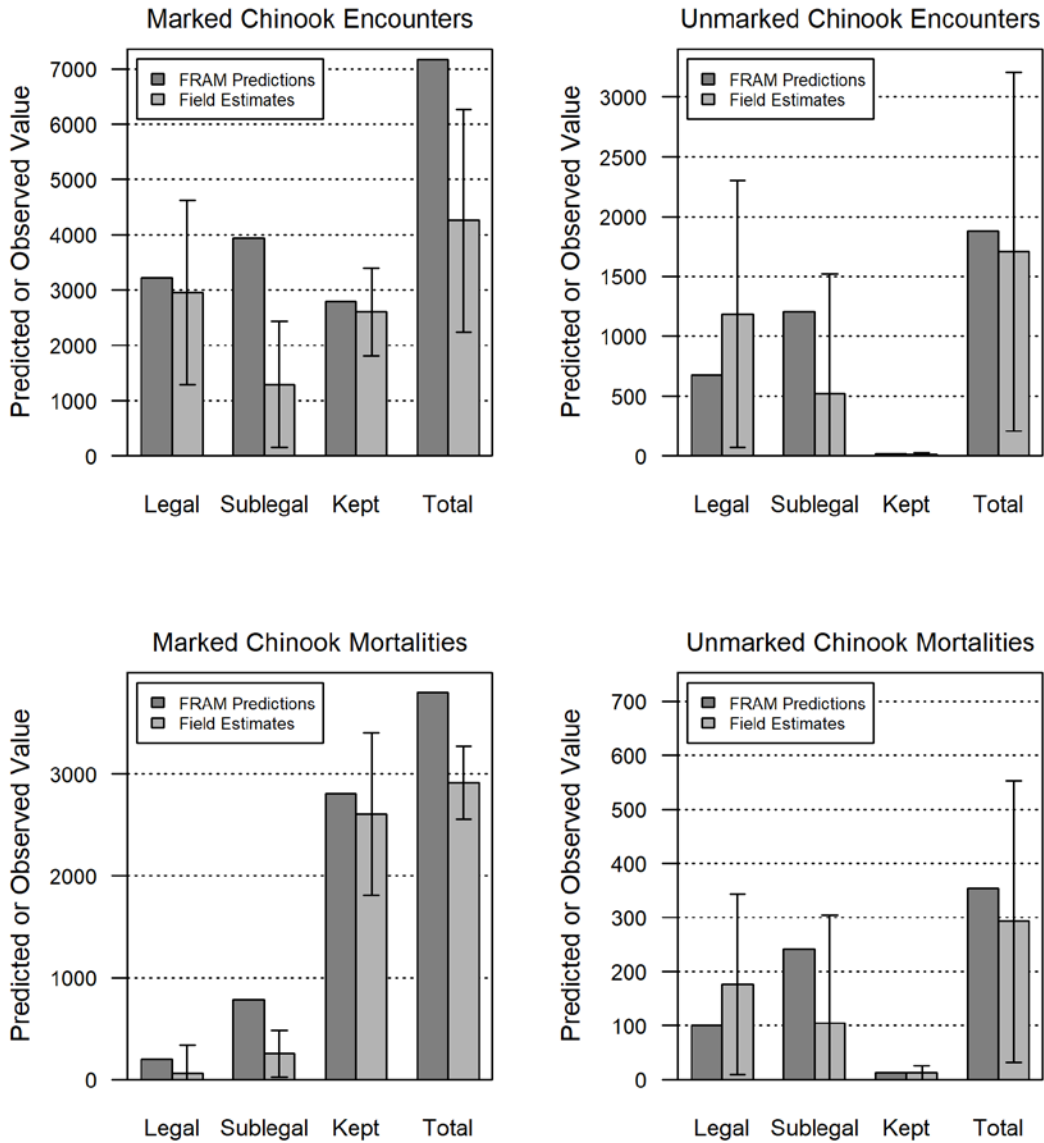 Marked Chinook Encounters
Predicted or Observed Value
7000
6000
5000
4000
3000
2000
1000
0
FRAM Predictions
Field Estimates
Legal Sublegal Kept Total
Unmarked Chinook Encounters
Predicted or Observed Value
3000
2500
2000
1500
1000
500
0
FRAM Predictions
Field Estimates
Legal Sublegal Kept Total
Marked Chinook Mortalities
Predicted or Observed Value
3000
2000
1000
0
FRAM Predictions
Field Estimates
Legal Sublegal Kept Total
Unmarked Chinook Mortalities
Predicted or Observed Value
700
600
500
400
300
200
100
0
FRAM Predictions
Field Estimates
Legal Sublegal Kept Total